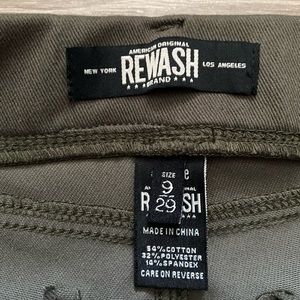 AMERICAN ORIGINAL
NEW YORK REWASH LOS ANGELES
BRAND
SIZE e
9
29
R SH
MADE IN CHINA
54% COTTON
32% POLYESTER
14% SPANDEX
CARE ON REVERSE